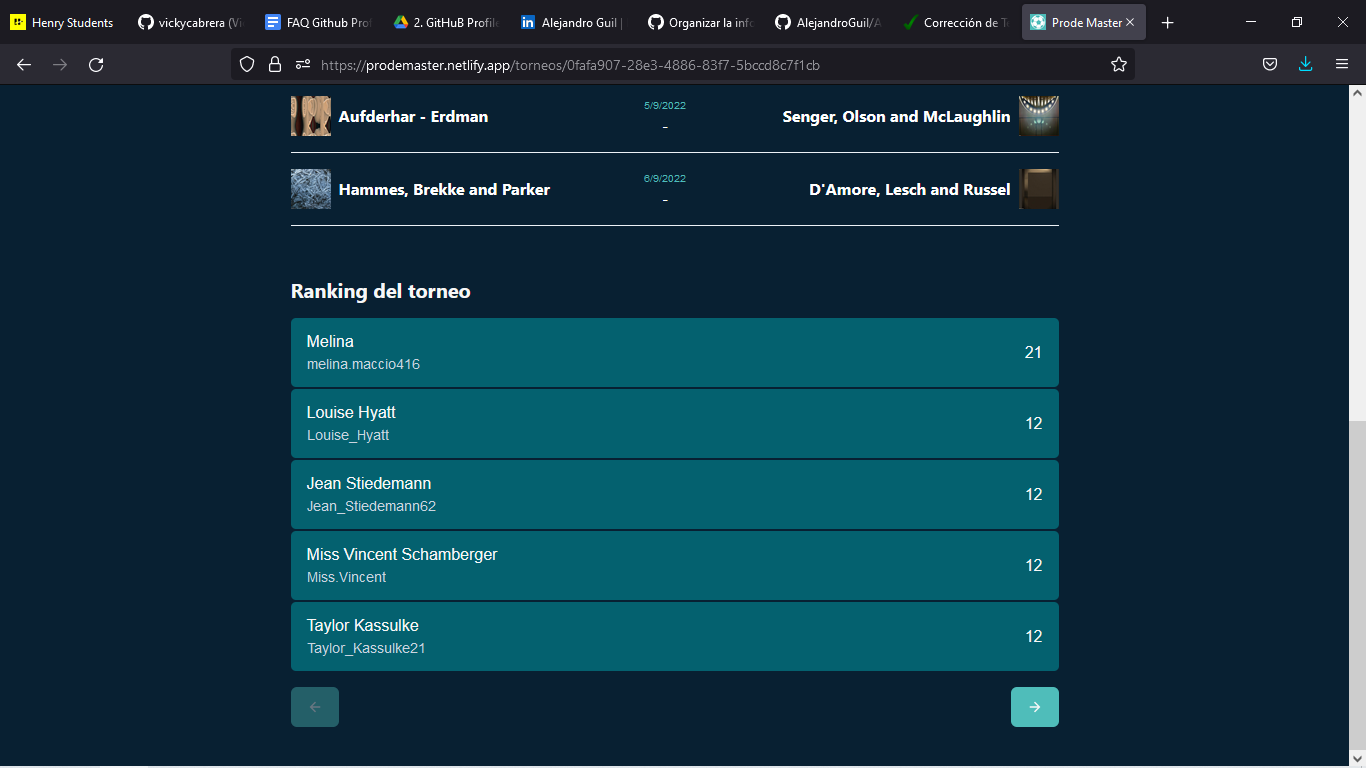 Henry Students
vickycabrera (Vi
FAQ Github Prof
2. GitHuB Profile
Alejandro Guil |
Organizar la info
AlejandroGuil/A
Corrección de T
Prode Master
https://prodemaster.netlify.app/torneos/0fafa907-28e3-4886-83f7-5bccd8c7f1cb
Aufderhar - Erdman
5/9/2022
-
Senger, Olson and McLaughlin
Hammes, Brekke and Parker
6/9/2022
-
D'Amore, Lesch and Russel
Ranking del torneo
Melina
melina.maccio416
21
Louise Hyatt
Louise_Hyatt
12
Jean Stiedemann
Jean_Stiedemann62
12
Miss Vincent Schamberger
Miss.Vincent
12
Taylor Kassulke
Taylor_Kassulke21
12